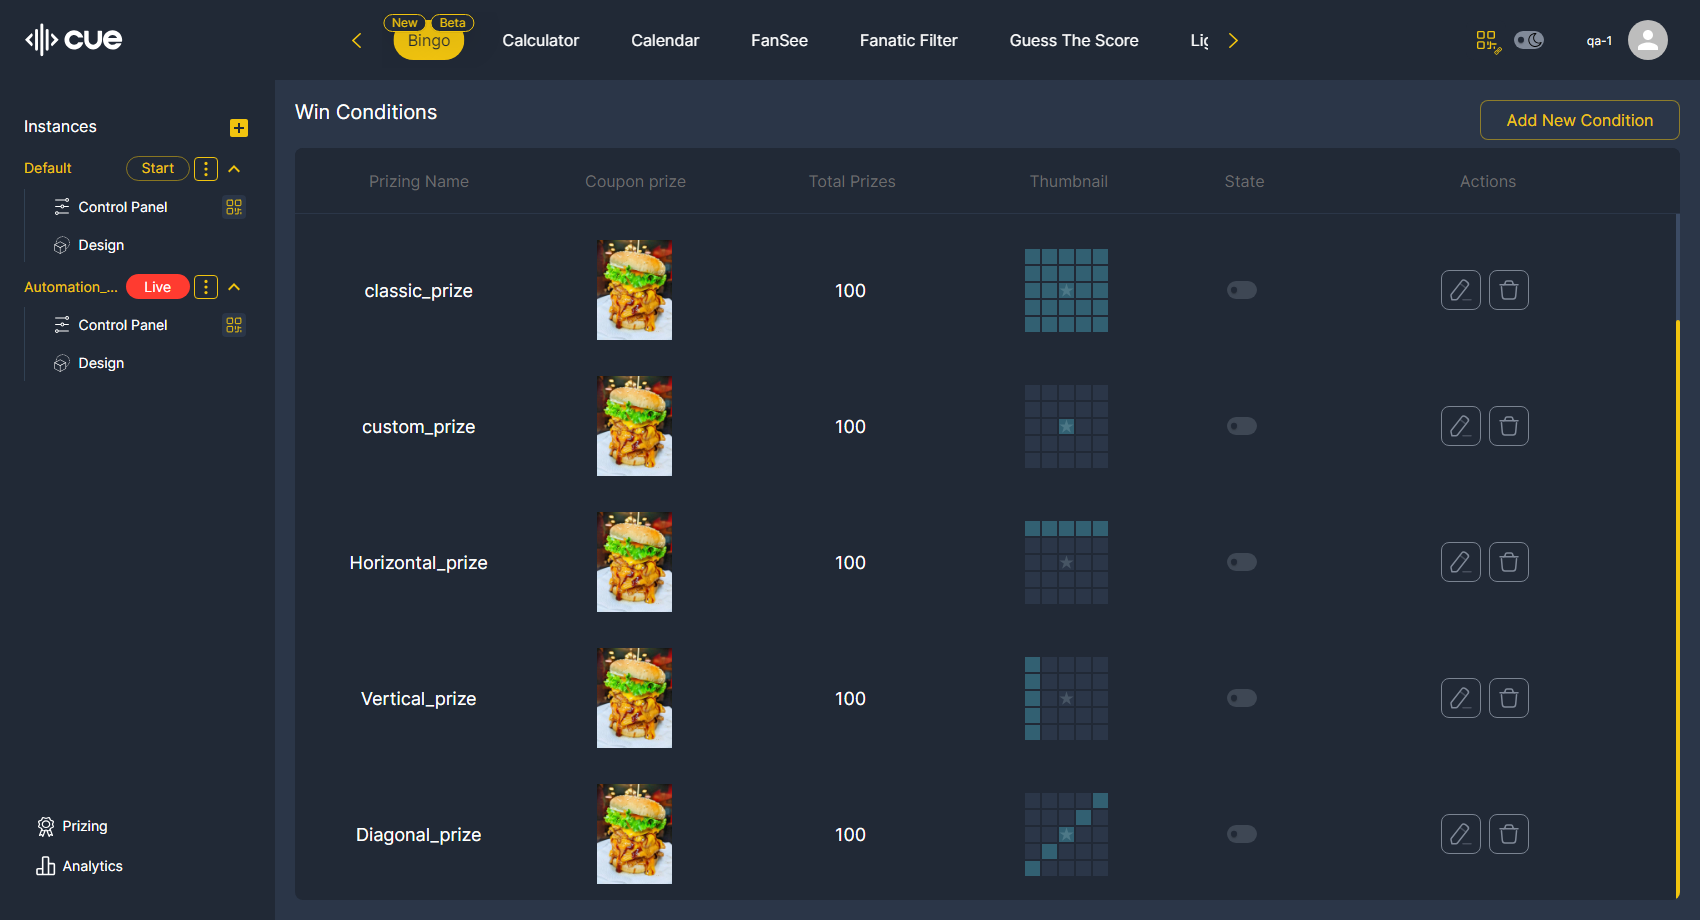 cue
New
Beta
Bingo
Calculator
Calendar
FanSee
Fanatic Filter
Guess The Score
qa-1
Instances
Default
Start
Control Panel
Design
Automation_...
Live
Control Panel
Design
Prizing
Analytics
Win Conditions
Add New Condition
Prizing Name Coupon prize Total Prizes Thumbnail State Actions
classic_prize 100
custom_prize 100
Horizontal_prize 100
Vertical_prize 100
Diagonal_prize 100